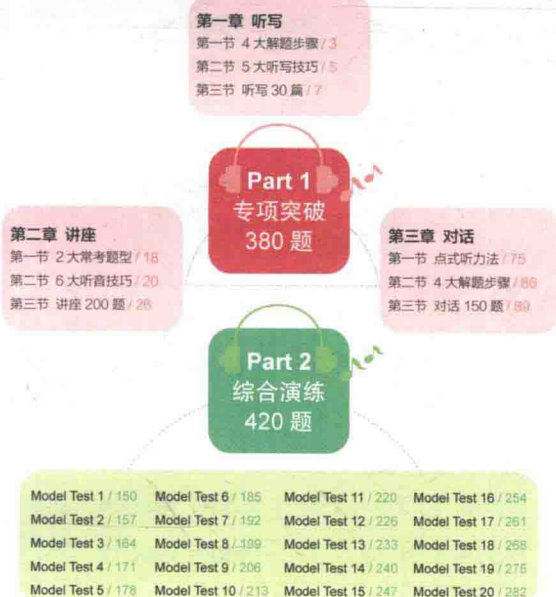 第一章 听写
第一节 4大解题步骤 / 3
第二节 5大听写技巧 / 5
第三节 听写30篇 / 7
Part 1
专项突破
380 题
第二章 讲座
第一节 2大常考题型 / 18
第二节 6大听音技巧 / 20
第三节 讲座200题 / 26
第三章 对话
第一节 点式听力法 / 75
第二节 4大解题步骤 / 86
第三节 对话150题 / 89
Part 2
综合演练
420 题
Model Test 1 / 150 Model Test 6 / 185 Model Test 11 / 220 Model Test 16 / 254
Model Test 2 / 157 Model Test 7 / 192 Model Test 12 / 226 Model Test 17 / 261
Model Test 3 / 164 Model Test 8 / 199 Model Test 13 / 233 Model Test 18 / 268
Model Test 4 / 171 Model Test 9 / 206 Model Test 14 / 240 Model Test 19 / 275
Model Test 5 / 178 Model Test 10 / 213 Model Test 15 / 247 Model Test 20 / 282